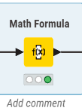 Math Formula
f(x)
Add comment